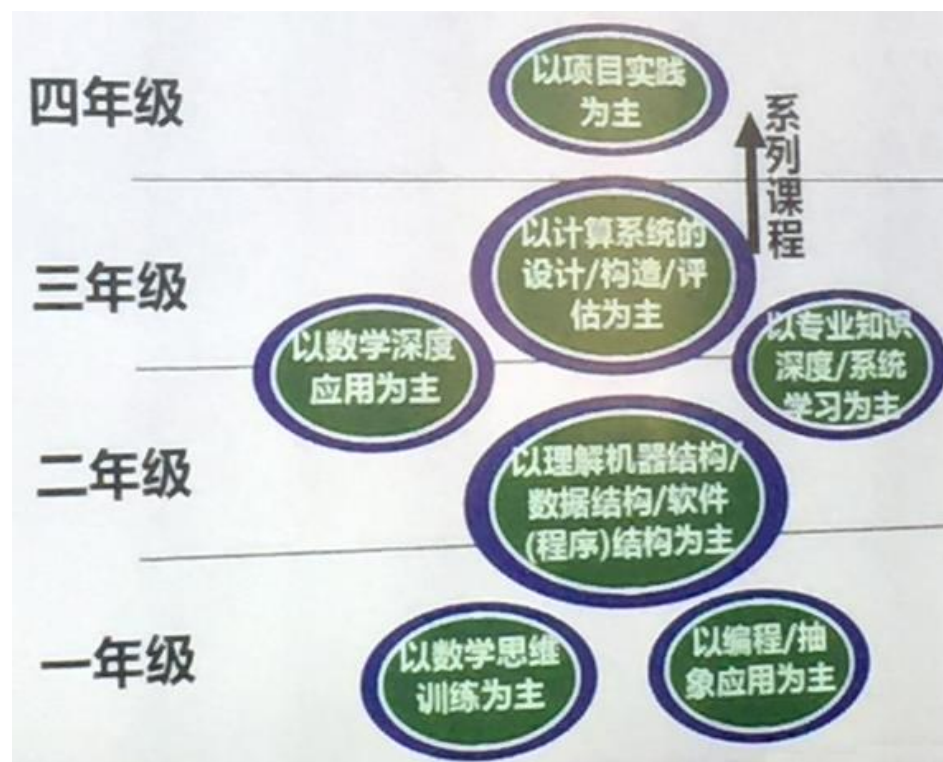 四年级
以项目实践
为主
系列课程
三年级
以计算系统的
设计/构造/评
估为主
以数学深度
应用为主
以专业知识
深度/系统
学习为主
二年级
以理解机器结构/
数据结构/软件
(程序)结构为主
一年级
以数学思维
训练为主
以编程/抽
象应用为主